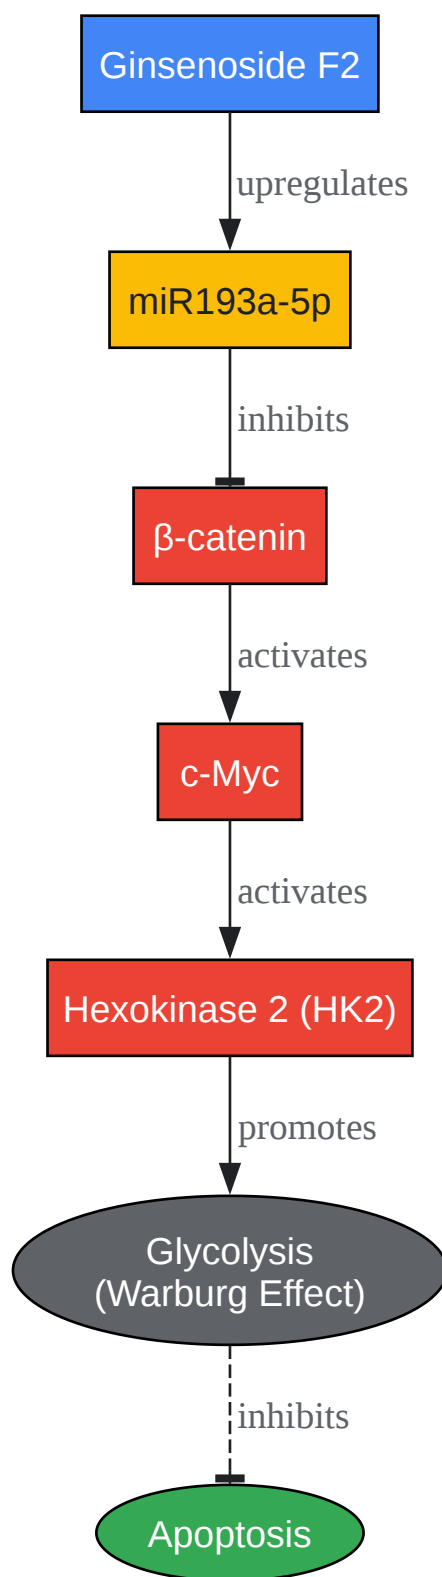 Ginsenoside F2
upregulates
miR193a-5p
inhibits
β-catenin
activates
c-Myc
activates
Hexokinase 2 (HK2)
promotes
Glycolysis
(Warburg Effect)
inhibits
Apoptosis